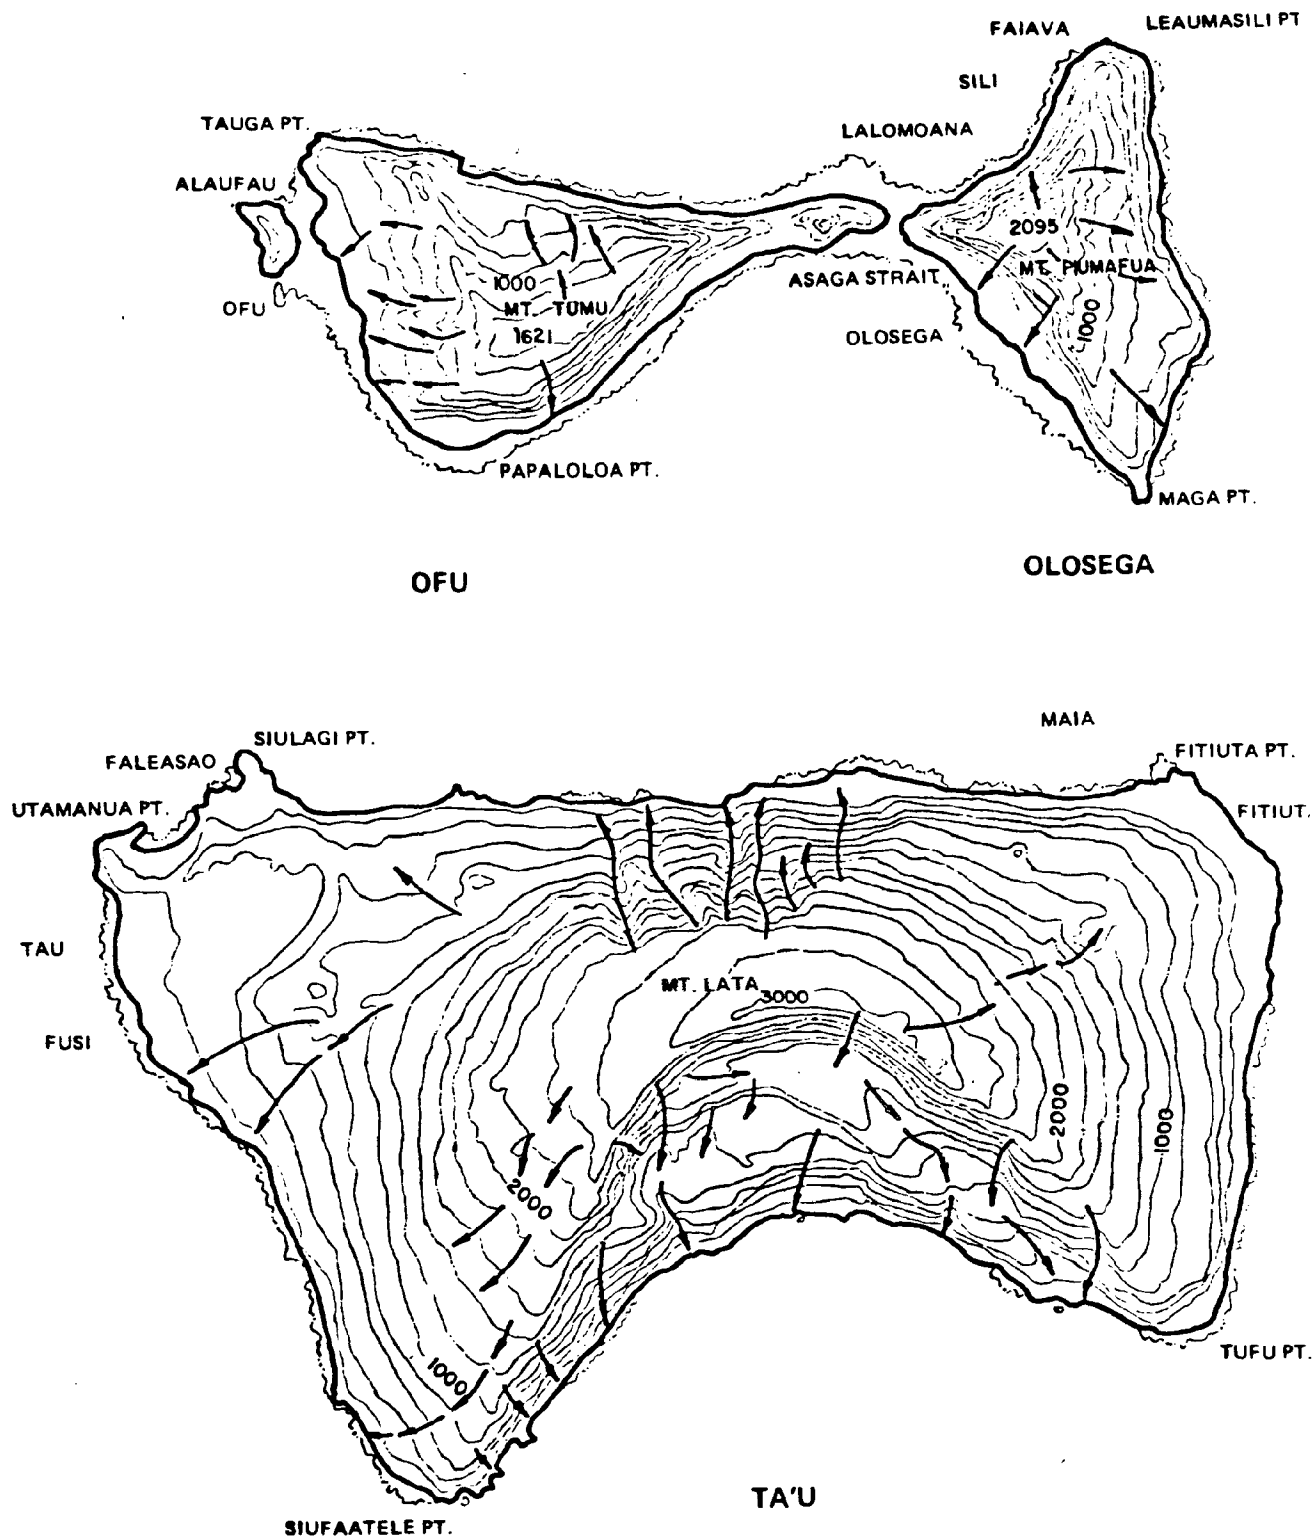 FAIAVA
LEAUMASILI PT
SILI
TAUGA PT.
LALOMOANA
ALAUFAU
2095
OFU
1000
ASAGA STRAIT
MT. PIUMAFUA
MT. TUMU
1621
OLOSEGA
1000
PAPALOLOA PT.
MAGA PT.
OFU
OLOSEGA
MAIA
SIULAGI PT.
FITIUTA PT.
FALEASAO
UTAMANUA PT.
FITIUT.
TAU
MT. LATA
3000
FUSI
2000
1000
2000
1000
TUFU PT.
TA'U
SIUFAATELE PT.